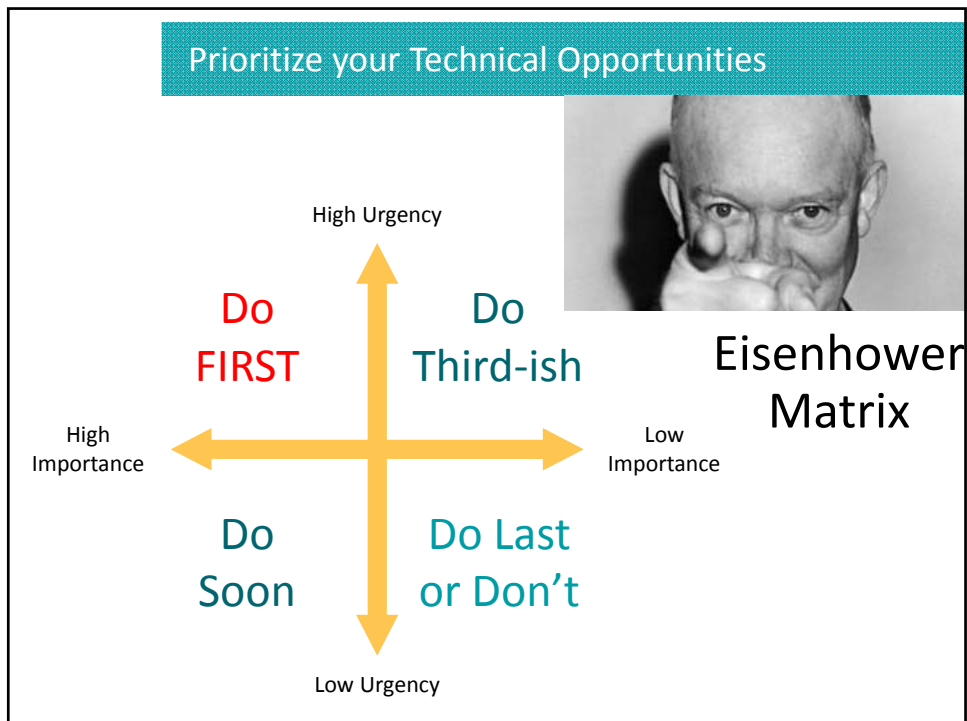 Prioritize your Technical Opportunities
High Urgency
Do
FIRST
Do
Third-ish
Eisenhower
Matrix
High
Importance
Low
Importance
Do
Soon
Do Last
or Don’t
Low Urgency